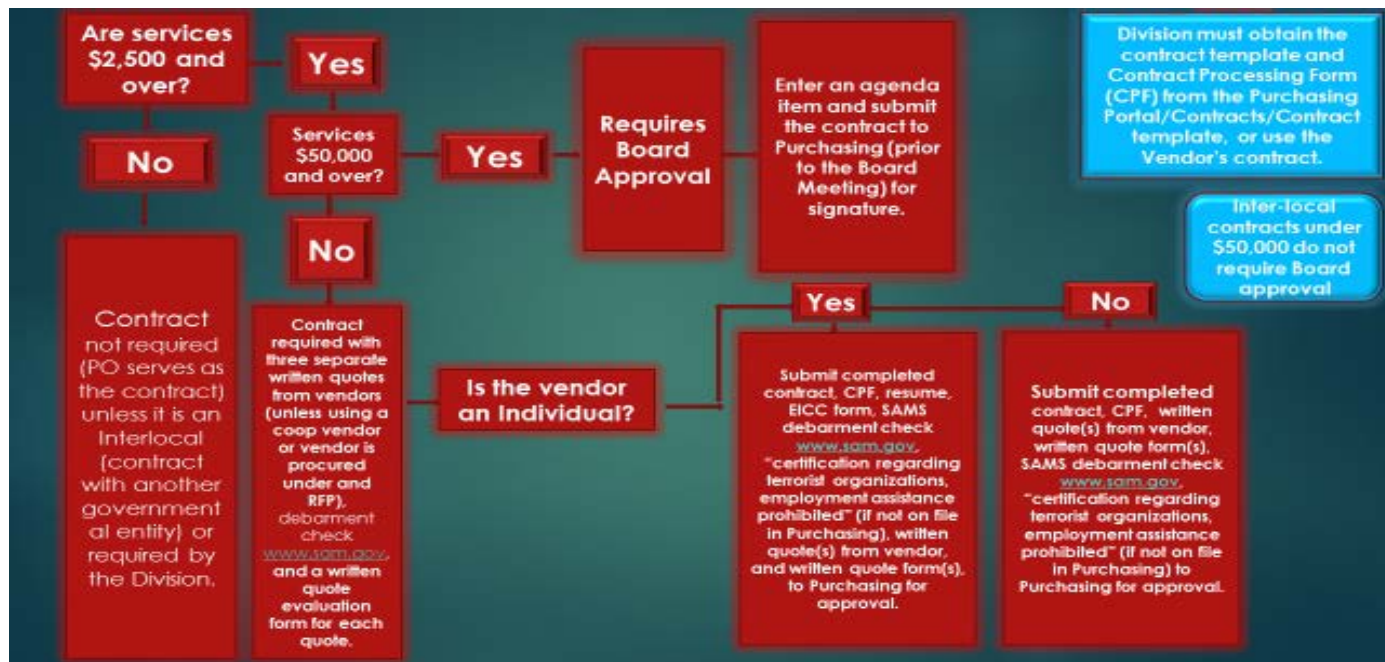 Are services
$2,500 and
over?
Yes
No
Services
$50,000
and over?
Yes
Requires
Board
Approval
Enter an agenda
item and submit
the contract to
Purchasing (prior
to the Board
Meeting) for
signature.
Division must obtain the
contract template and
Contract Processing Form
(CPF) from the Purchasing
Portal/Contracts/Contract
template, or use the
Vendor's contract.
Inter-local
contracts under
$50,000 do not
require Board
approval
No
Contract
not required
(PO serves as
the contract)
unless it is an
Interlocal
(contract
with another
government
al entity) or
required by
the Division.
Contract
required with
three separate
written quotes
from vendors
(unless using a
coop vendor
or vendor is
procured
under and
RFP),
debarment
check
www.sam.gov,
and a written
quote
evaluation
form for each
quote.
Is the vendor
an Individual?
Yes
Submit completed
contract, CPF, resume,
EICC form, SAMS
debarment check
www.sam.gov,
"certification regarding
terrorist organizations,
employment assistance
prohibited" (if not on file
in Purchasing), written
quote(s) from vendor,
and written quote form(s),
to Purchasing for
approval.
No
Submit completed
contract, CPF, written
quote(s) from vendor,
written quote form(s),
SAMS debarment check
www.sam.gov,
"certification regarding
terrorist organizations,
employment assistance
prohibited" (if not on file
in Purchasing) to
Purchasing for approval.